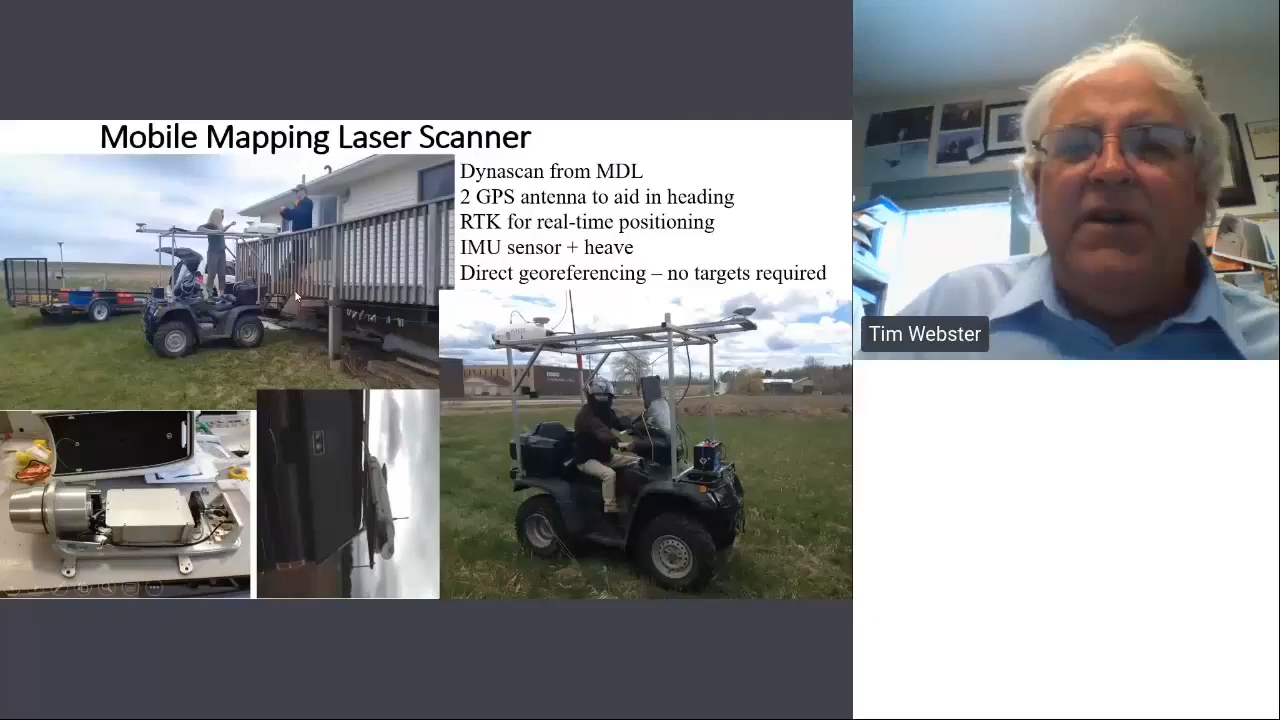 Mobile Mapping Laser Scanner
Dynascan from MDL
2 GPS antenna to aid in heading
RTK for real-time positioning
IMU sensor + heave
Direct georeferencing – no targets required
Tim Webster